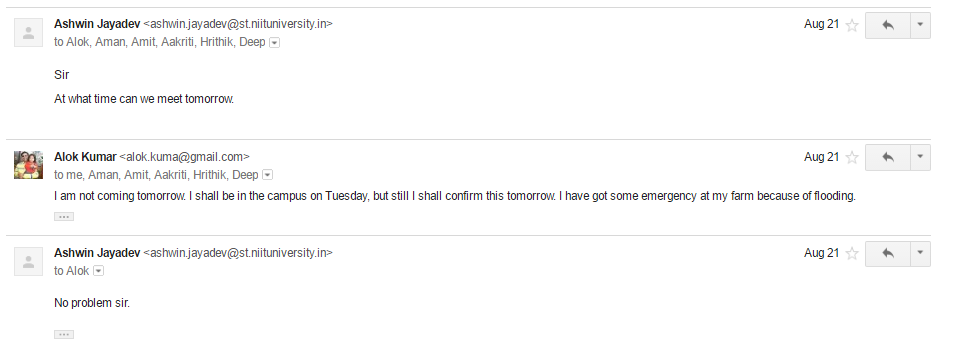 Ashwin Jayadev <ashwin.jayadev@st.niituniversity.in> Aug 21
to Alok, Aman, Amit, Aakriti, Hrithik, Deep
Sir
At what time can we meet tomorrow.
Alok Kumar <alok.kuma@gmail.com> Aug 21
to me, Aman, Amit, Aakriti, Hrithik, Deep
I am not coming tomorrow. I shall be in the campus on Tuesday, but still I shall confirm this tomorrow. I have got some emergency at my farm because of flooding.
Ashwin Jayadev <ashwin.jayadev@st.niituniversity.in> Aug 21
to Alok
No problem sir.